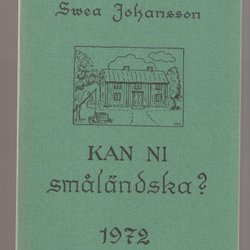 Swea Johansson
KAN NI
småländska?
1972